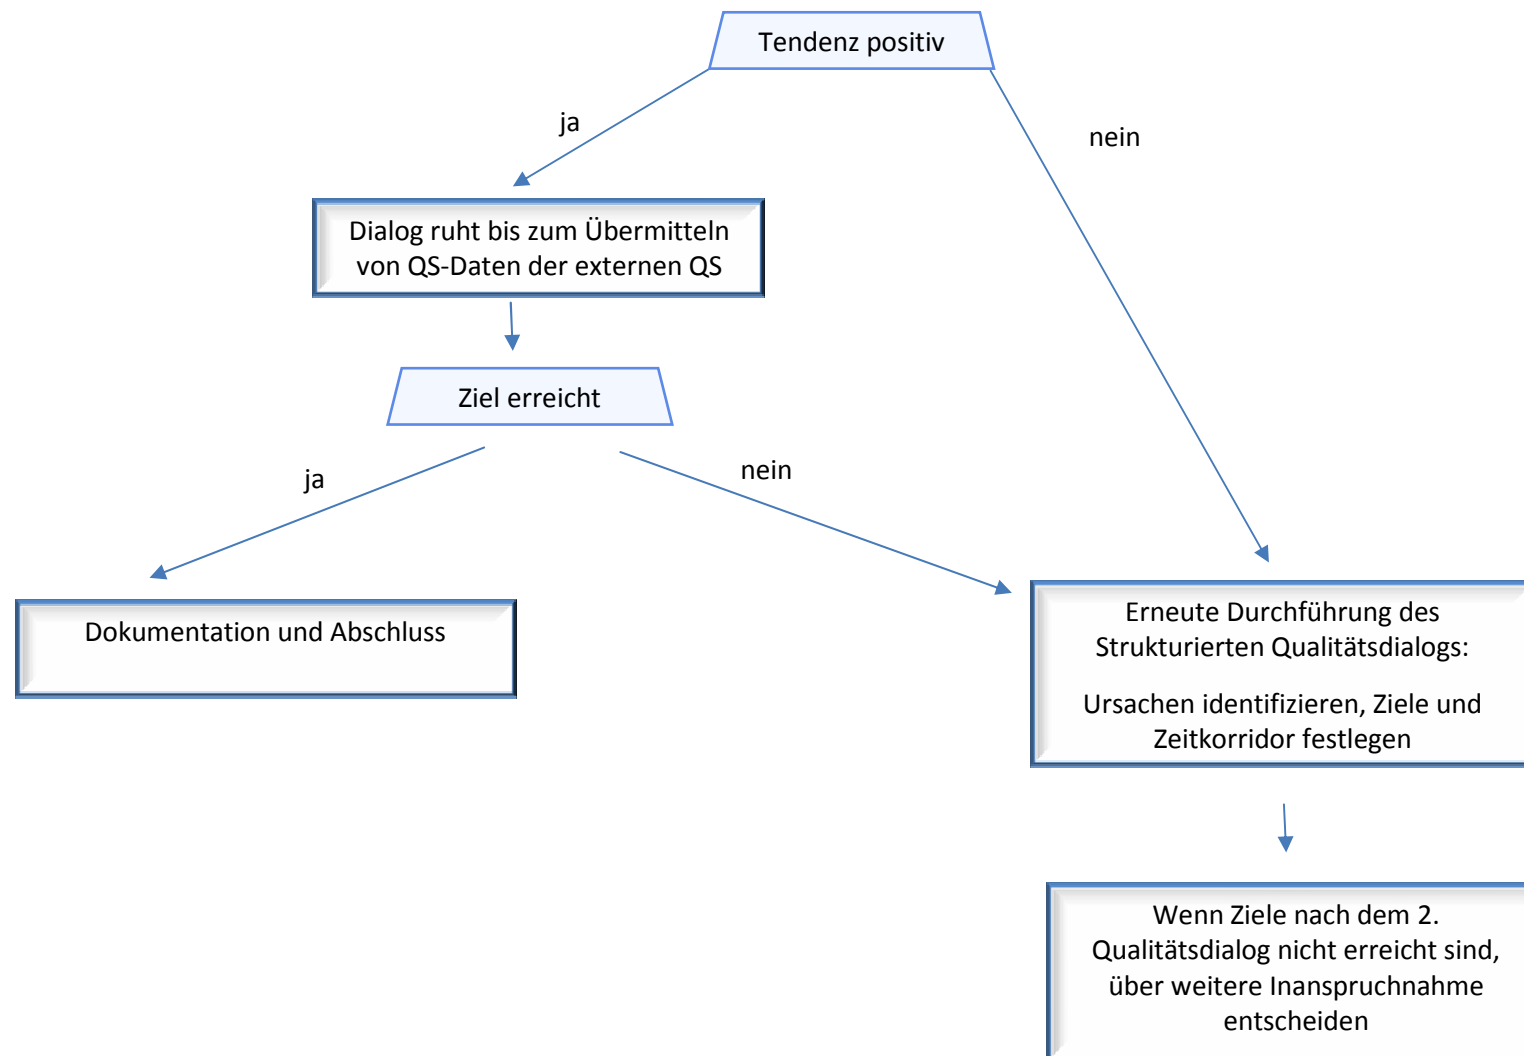 Tendenz positiv
ja
nein
Dialog ruht bis zum Übermitteln
von QS-Daten der externen QS
Ziel erreicht
ja
nein
Dokumentation und Abschluss
Erneute Durchführung des
Strukturierten Qualitätsdialogs:
Ursachen identifizieren, Ziele und
Zeitkorridor festlegen
Wenn Ziele nach dem 2.
Qualitätsdialog nicht erreicht sind,
über weitere Inanspruchnahme
entscheiden